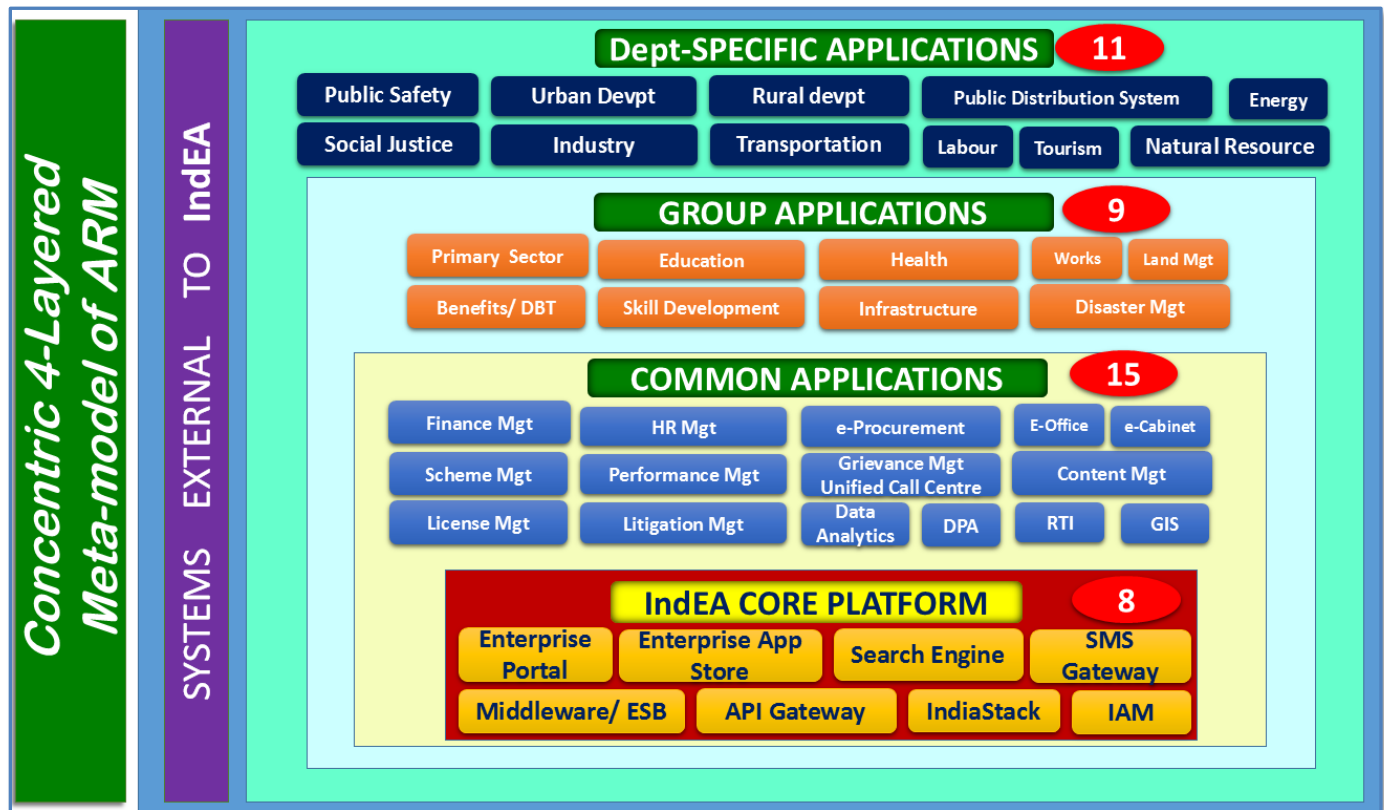 Concentric 4-Layered
Meta-model of ARM
SYSTEMS EXTERNAL TO IndEA
Dept-SPECIFIC APPLICATIONS 11
Public Safety Urban Devpt Rural devpt Public Distribution System Energy
Social Justice Industry Transportation Labour Tourism Natural Resource
GROUP APPLICATIONS 9
Primary Sector Education Health Works Land Mgt
Benefits/ DBT Skill Development Infrastructure Disaster Mgt
COMMON APPLICATIONS 15
Finance Mgt HR Mgt e-Procurement E-Office e-Cabinet
Scheme Mgt Performance Mgt Grievance Mgt
Unified Call Centre Content Mgt
License Mgt Litigation Mgt Data
Analytics DPA RTI GIS
IndEA CORE PLATFORM 8
Enterprise
Portal
Enterprise App
Store
Search Engine
SMS
Gateway
Middleware/ ESB API Gateway IndiaStack IAM